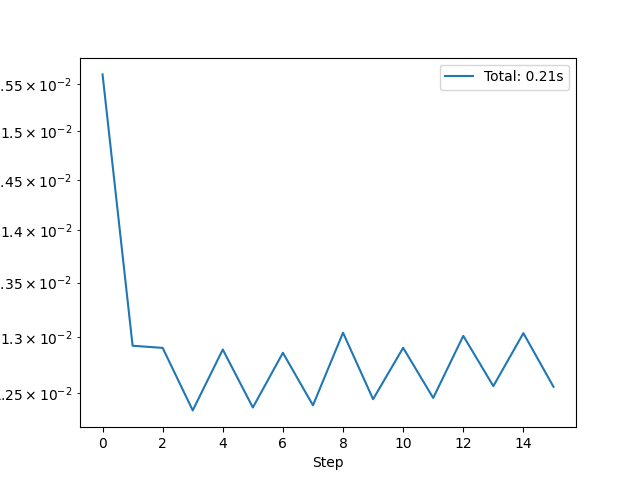 Total: 0.21s
.55 × 10⁻²
1.5 × 10⁻²
.45 × 10⁻²
1.4 × 10⁻²
.35 × 10⁻²
1.3 × 10⁻²
.25 × 10⁻²
0 2 4 6 8 10 12 14
Step